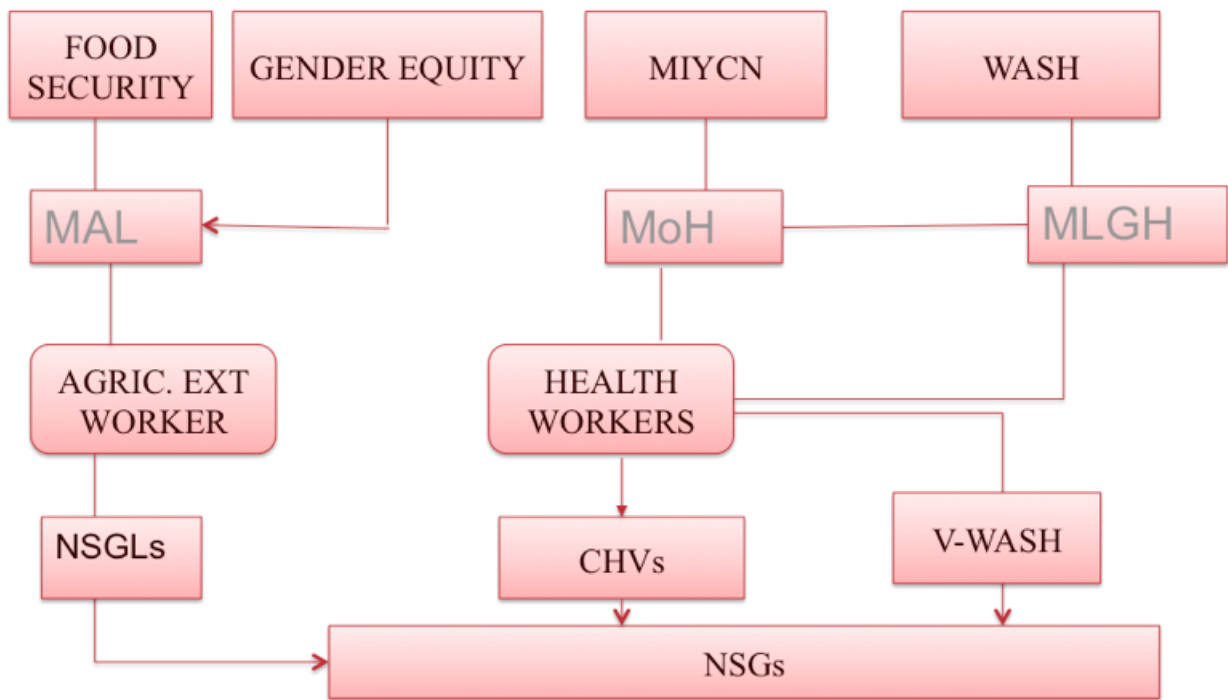 FOOD
SECURITY
GENDER EQUITY
MIYCN
WASH
MAL
MoH
MLGH
AGRIC. EXT
WORKER
HEALTH
WORKERS
NSGLs
CHVs
V-WASH
NSGs